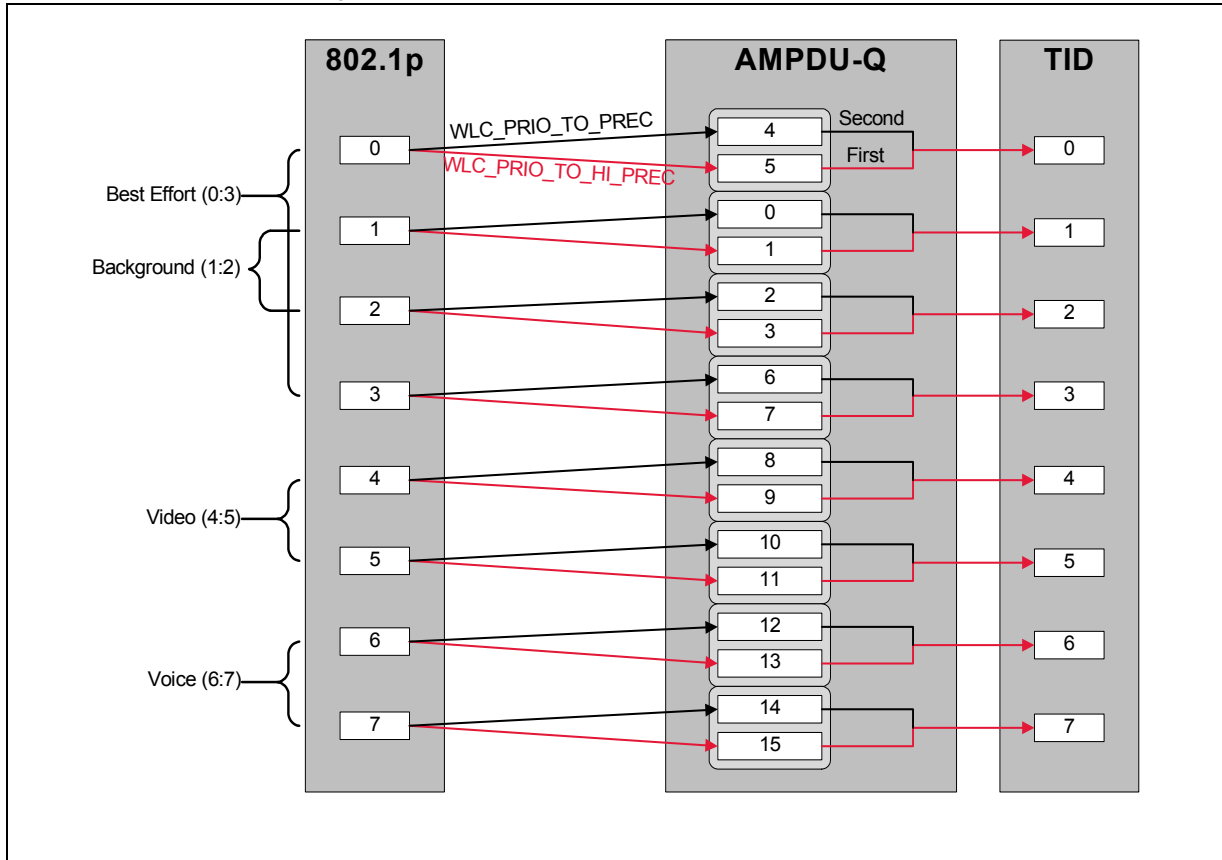 802.1p
AMPDU-Q
TID
WLC_PRIO_TO_PREC
WLC_PRIO_TO_HI_PREC
Second
First
Best Effort (0:3)
Background (1:2)
Video (4:5)
Voice (6:7)
0
4
5
0
1
0
1
1
2
2
3
2
3
6
7
3
4
8
9
4
5
10
11
5
6
12
13
6
7
14
15
7